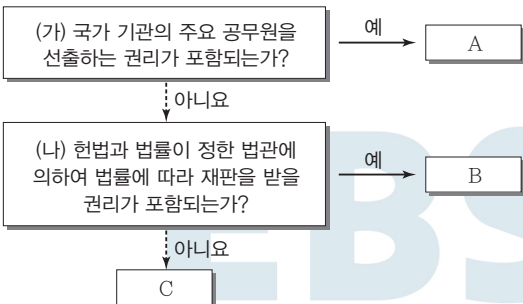 (가) 국가 기관의 주요 공무원을
선출하는 권리가 포함되는가?
예
A
아니요
(나) 헌법과 법률이 정한 법관에
의하여 법률에 따라 재판을 받을
권리가 포함되는가?
예
B
아니요
C
EBS